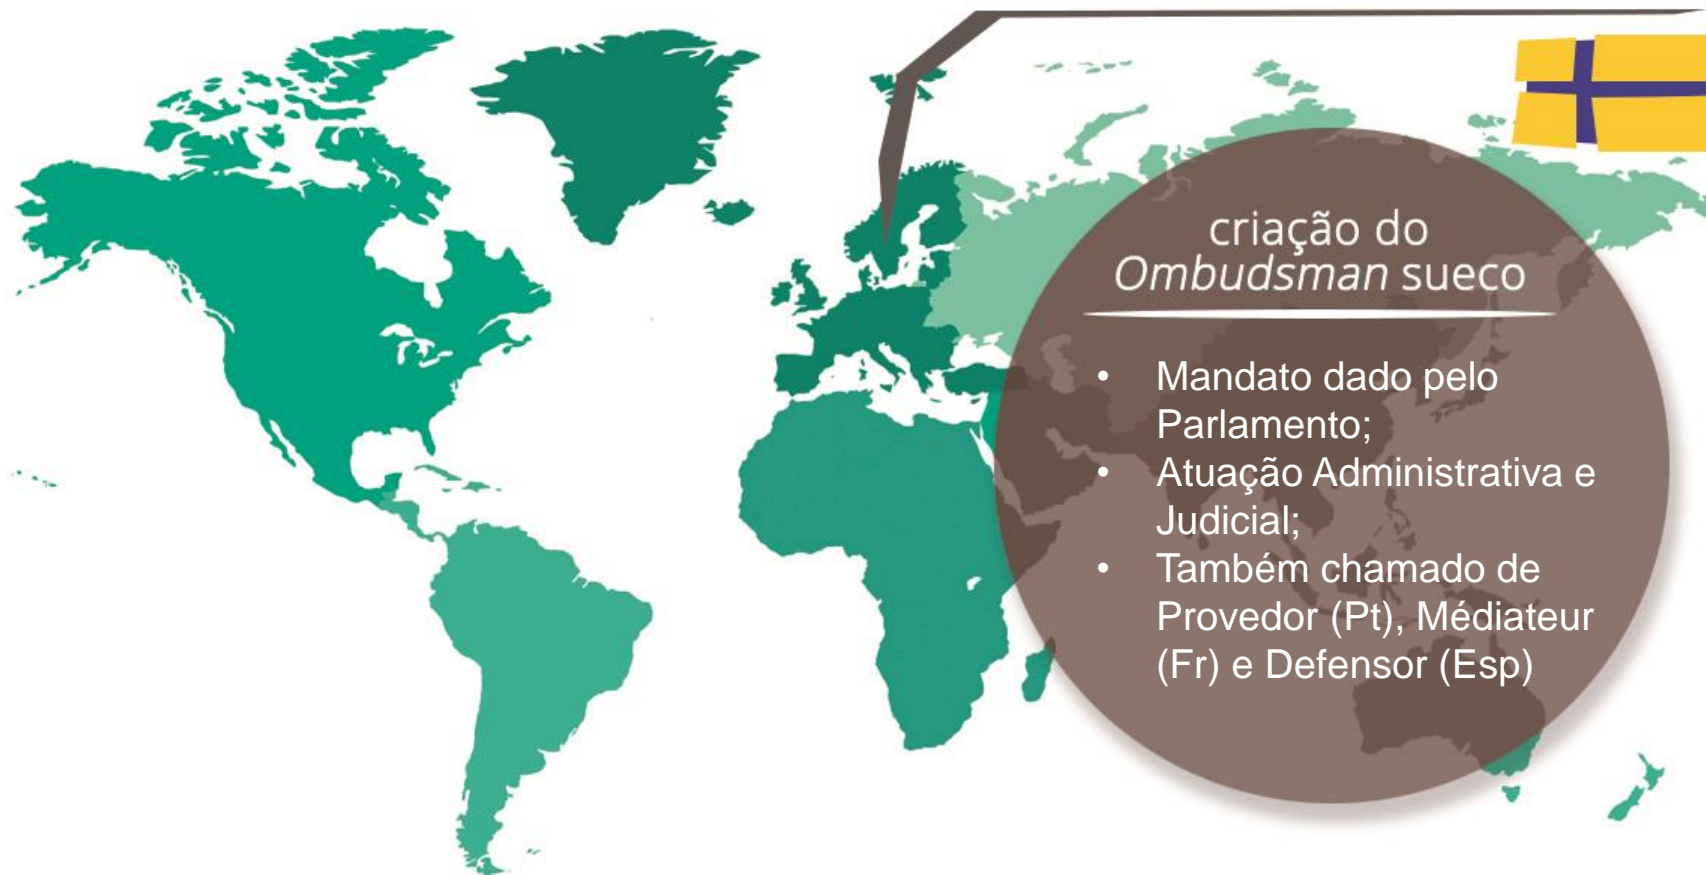 criação do
Ombudsman sueco
• Mandato dado pelo
Parlamento;
• Atuação Administrativa e
Judicial;
• Também chamado de
Provedor (Pt), Médiateur
(Fr) e Defensor (Esp)